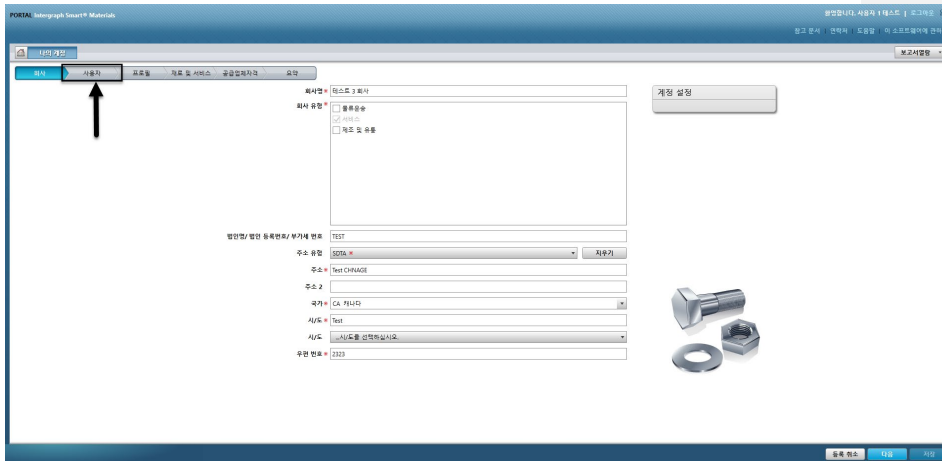 PORTAL Intergraph Smart® Materials
환영합니다. 사용자 1 테스트 | 로그아웃
참고 문서 | 연락처 | 도움말 | 이 소프트웨어에 관하
나의 계정
보고서열람
회사 사용자 프로필 재료 및 서비스 공급업체자격 요약
회사명 * 테스트 3 회사
계정 설정
회사 유형 * 물류운송
서비스
제조 및 유통
법인명/ 법인 등록번호/ 부가세 번호 TEST
주소 유형 SDTA * 지우기
주소 * Test CHNAGE
주소 2
국가 * CA 캐나다
시/도 * Test
시/도 ...시/도를 선택하십시오.
우편 번호 * 2323
등록 취소 다음 저장